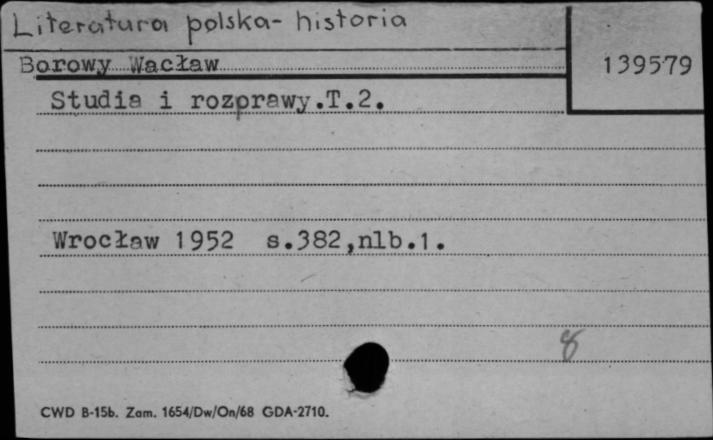 Literatura polska - historia
Borowy Wacław
139579
Studia i rozprawy.T.2.
Wrocław 1952 s.382,nlb.1.
8
CWD B-15b. Zam. 1654/Dw/On/68 GDA-2710.